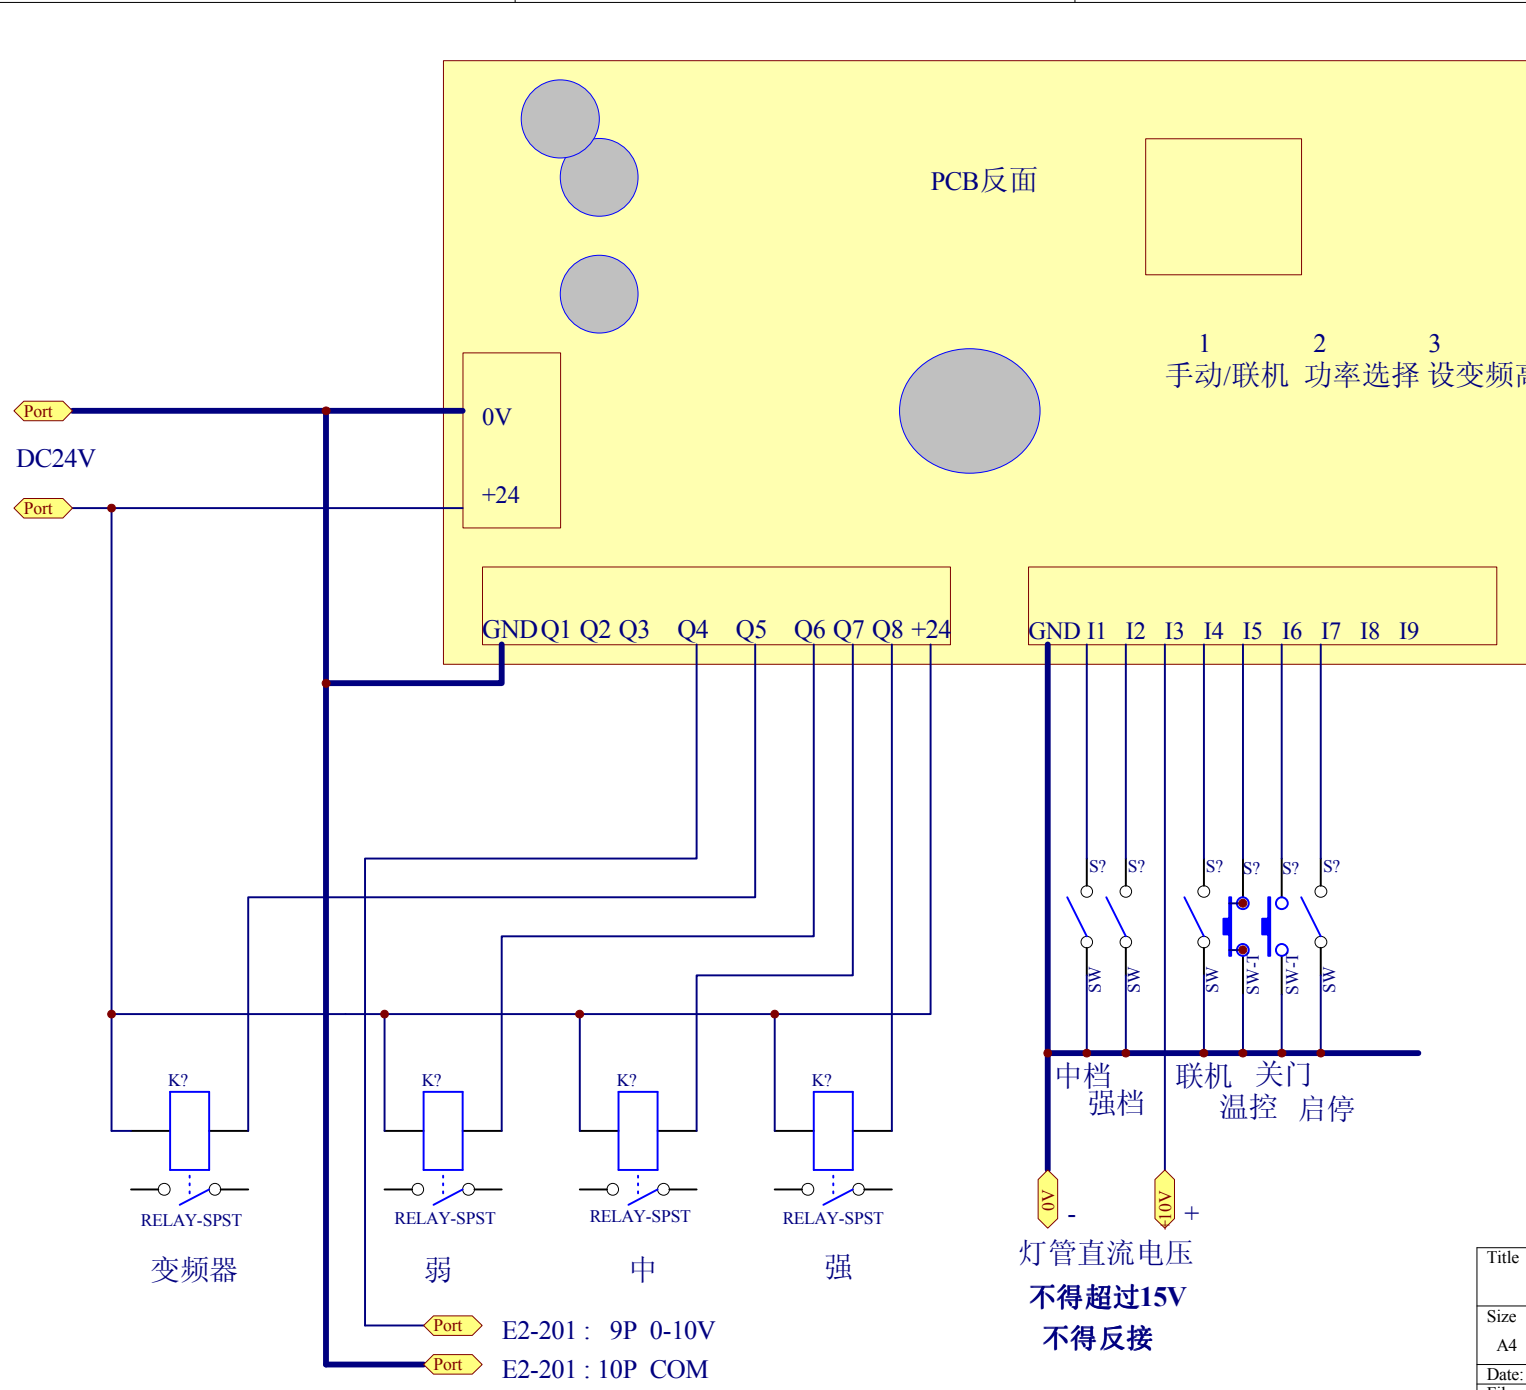 PCB反面
1 2 3
手动/联机 功率选择 设变频高
Port
0V
DC24V
Port
+24
GND Q1 Q2 Q3 Q4 Q5 Q6 Q7 Q8 +24
GND I1 I2 I3 I4 I5 I6 I7 I8 I9
S? S? S? S? S? S?
SW SW SW SW-T SW-T SW
中档 联机 关门
强档 温控 启停
K? K? K? K?
RELAY-SPST RELAY-SPST RELAY-SPST RELAY-SPST
变频器 弱 中 强
0V - +10V +
灯管直流电压
不得超过15V
不得反接
Port E2-201 : 9P 0-10V
Port E2-201 : 10P COM
Title
Size
A4
Date: